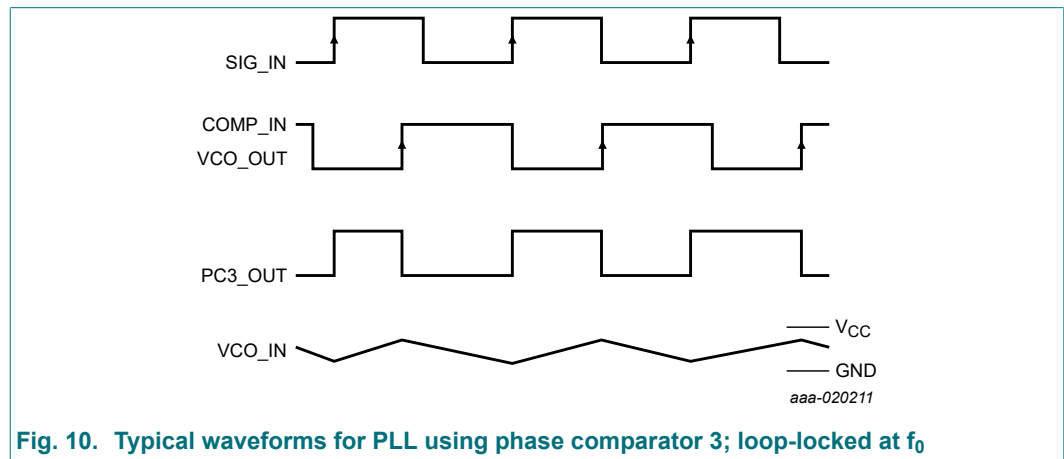 SIG_IN
COMP_IN
VCO_OUT
PC3_OUT
VCO_IN
VCC
GND
aaa-020211
Fig. 10. Typical waveforms for PLL using phase comparator 3; loop-locked at f0